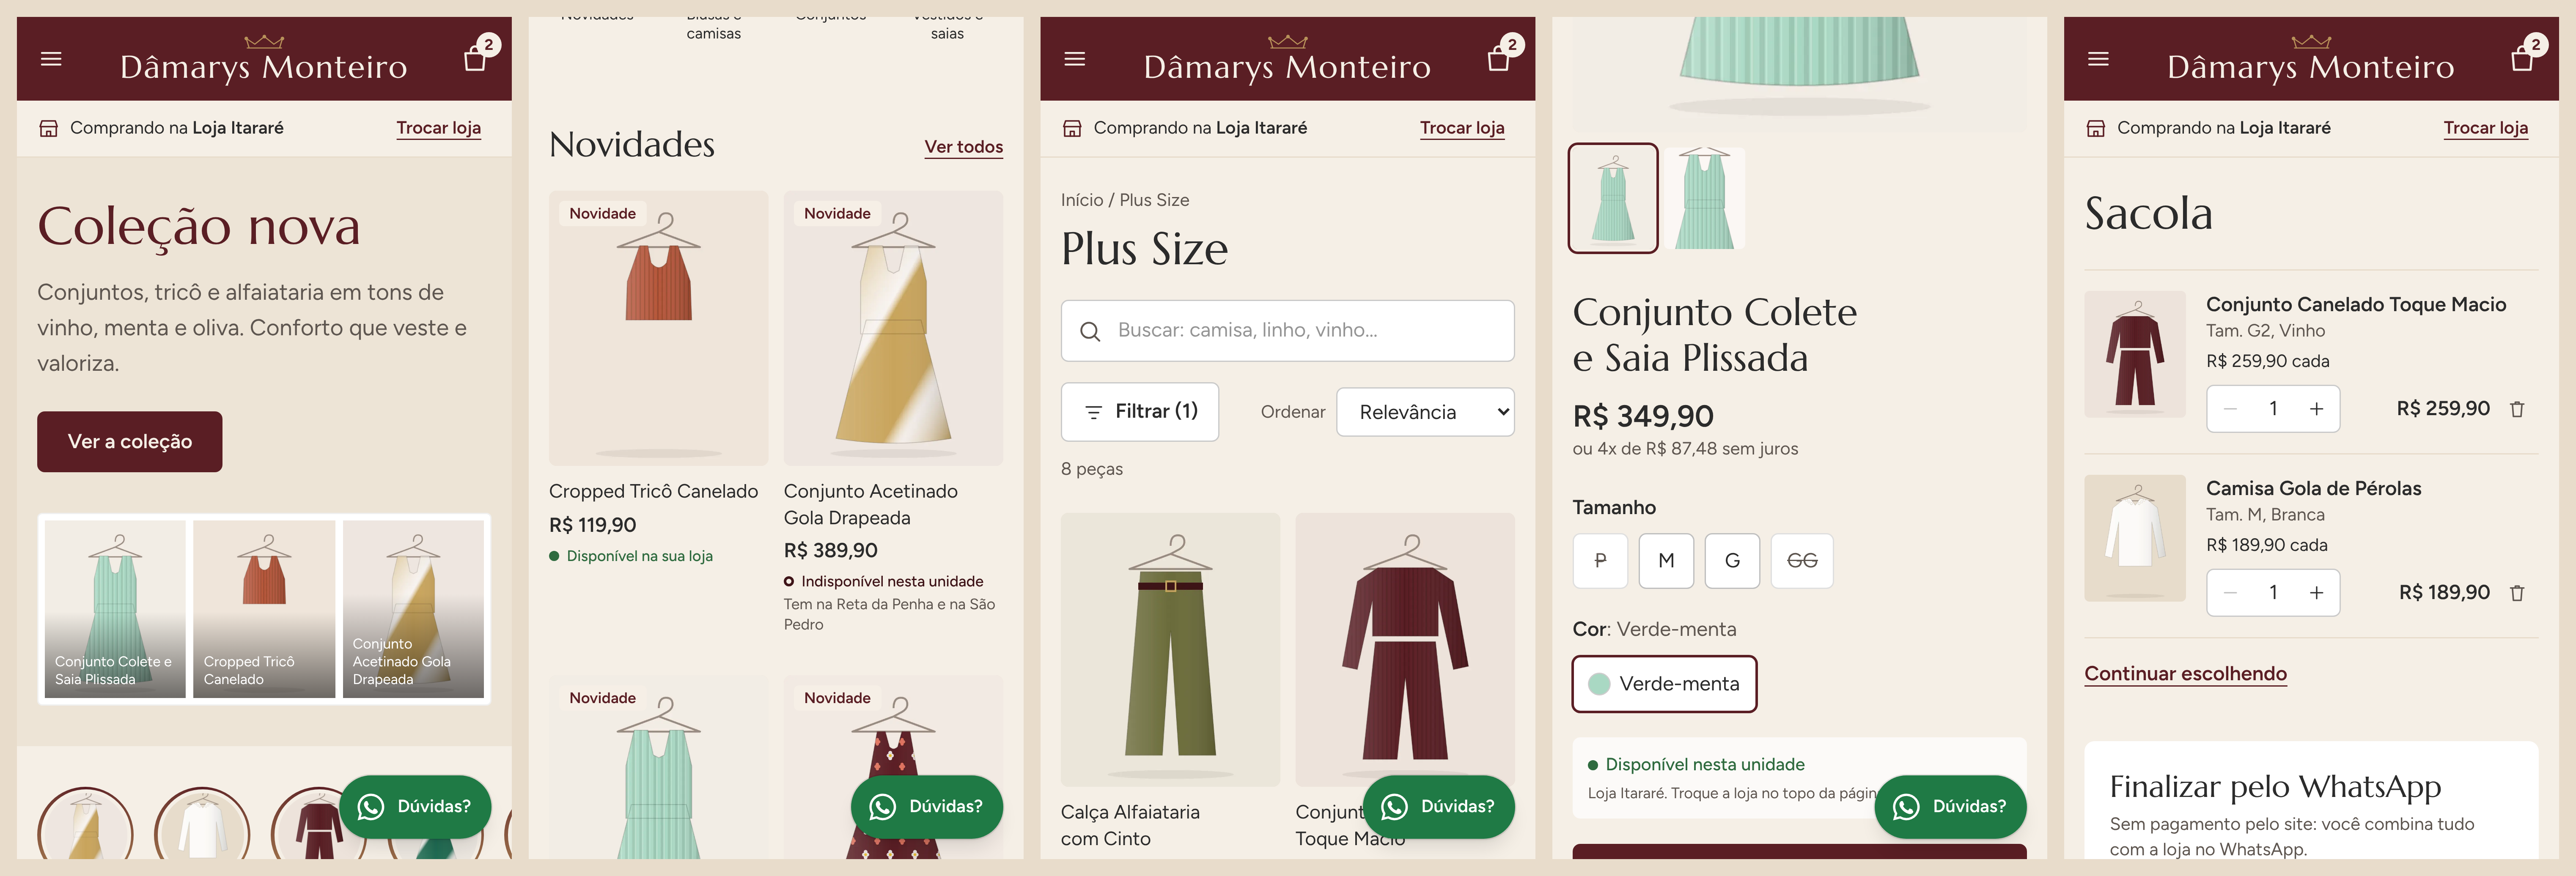 Dâmarys Monteiro
2
Comprando na Loja Itararé
Trocar loja
Coleção nova
Conjuntos, tricô e alfaiataria em tons de
vinho, menta e oliva. Conforto que veste e
valoriza.
Ver a coleção
Conjunto Colete e
Saia Plissada
Cropped Tricô
Canelado
Conjunto
Acetinado Gola
Drapeada
Dúvidas?
Novidades
Blusas e
camisas
Conjuntos
Vestidos e
saias
Novidades
Ver todos
Novidade
Novidade
Cropped Tricô Canelado
R$ 119,90
Disponível na sua loja
Conjunto Acetinado
Gola Drapeada
R$ 389,90
Indisponível nesta unidade
Tem na Reta da Penha e na São
Pedro
Novidade
Novidade
Dúvidas?
Dâmarys Monteiro
2
Comprando na Loja Itararé
Trocar loja
Início / Plus Size
Plus Size
Buscar: camisa, linho, vinho...
Filtrar (1)
Ordenar
Relevância
8 peças
Calça Alfaiataria
com Cinto
Conjunt
Toque Macio
Dúvidas?
Conjunto Colete
e Saia Plissada
R$ 349,90
ou 4x de R$ 87,48 sem juros
Tamanho
P
M
G
GG
Cor: Verde-menta
Verde-menta
Disponível nesta unidade
Loja Itararé. Troque a loja no topo da págin
Dúvidas?
Dâmarys Monteiro
2
Comprando na Loja Itararé
Trocar loja
Sacola
Conjunto Canelado Toque Macio
Tam. G2, Vinho
R$ 259,90 cada
1
R$ 259,90
Camisa Gola de Pérolas
Tam. M, Branca
R$ 189,90 cada
1
R$ 189,90
Continuar escolhendo
Finalizar pelo WhatsApp
Sem pagamento pelo site: você combina tudo
com a loja no WhatsApp.